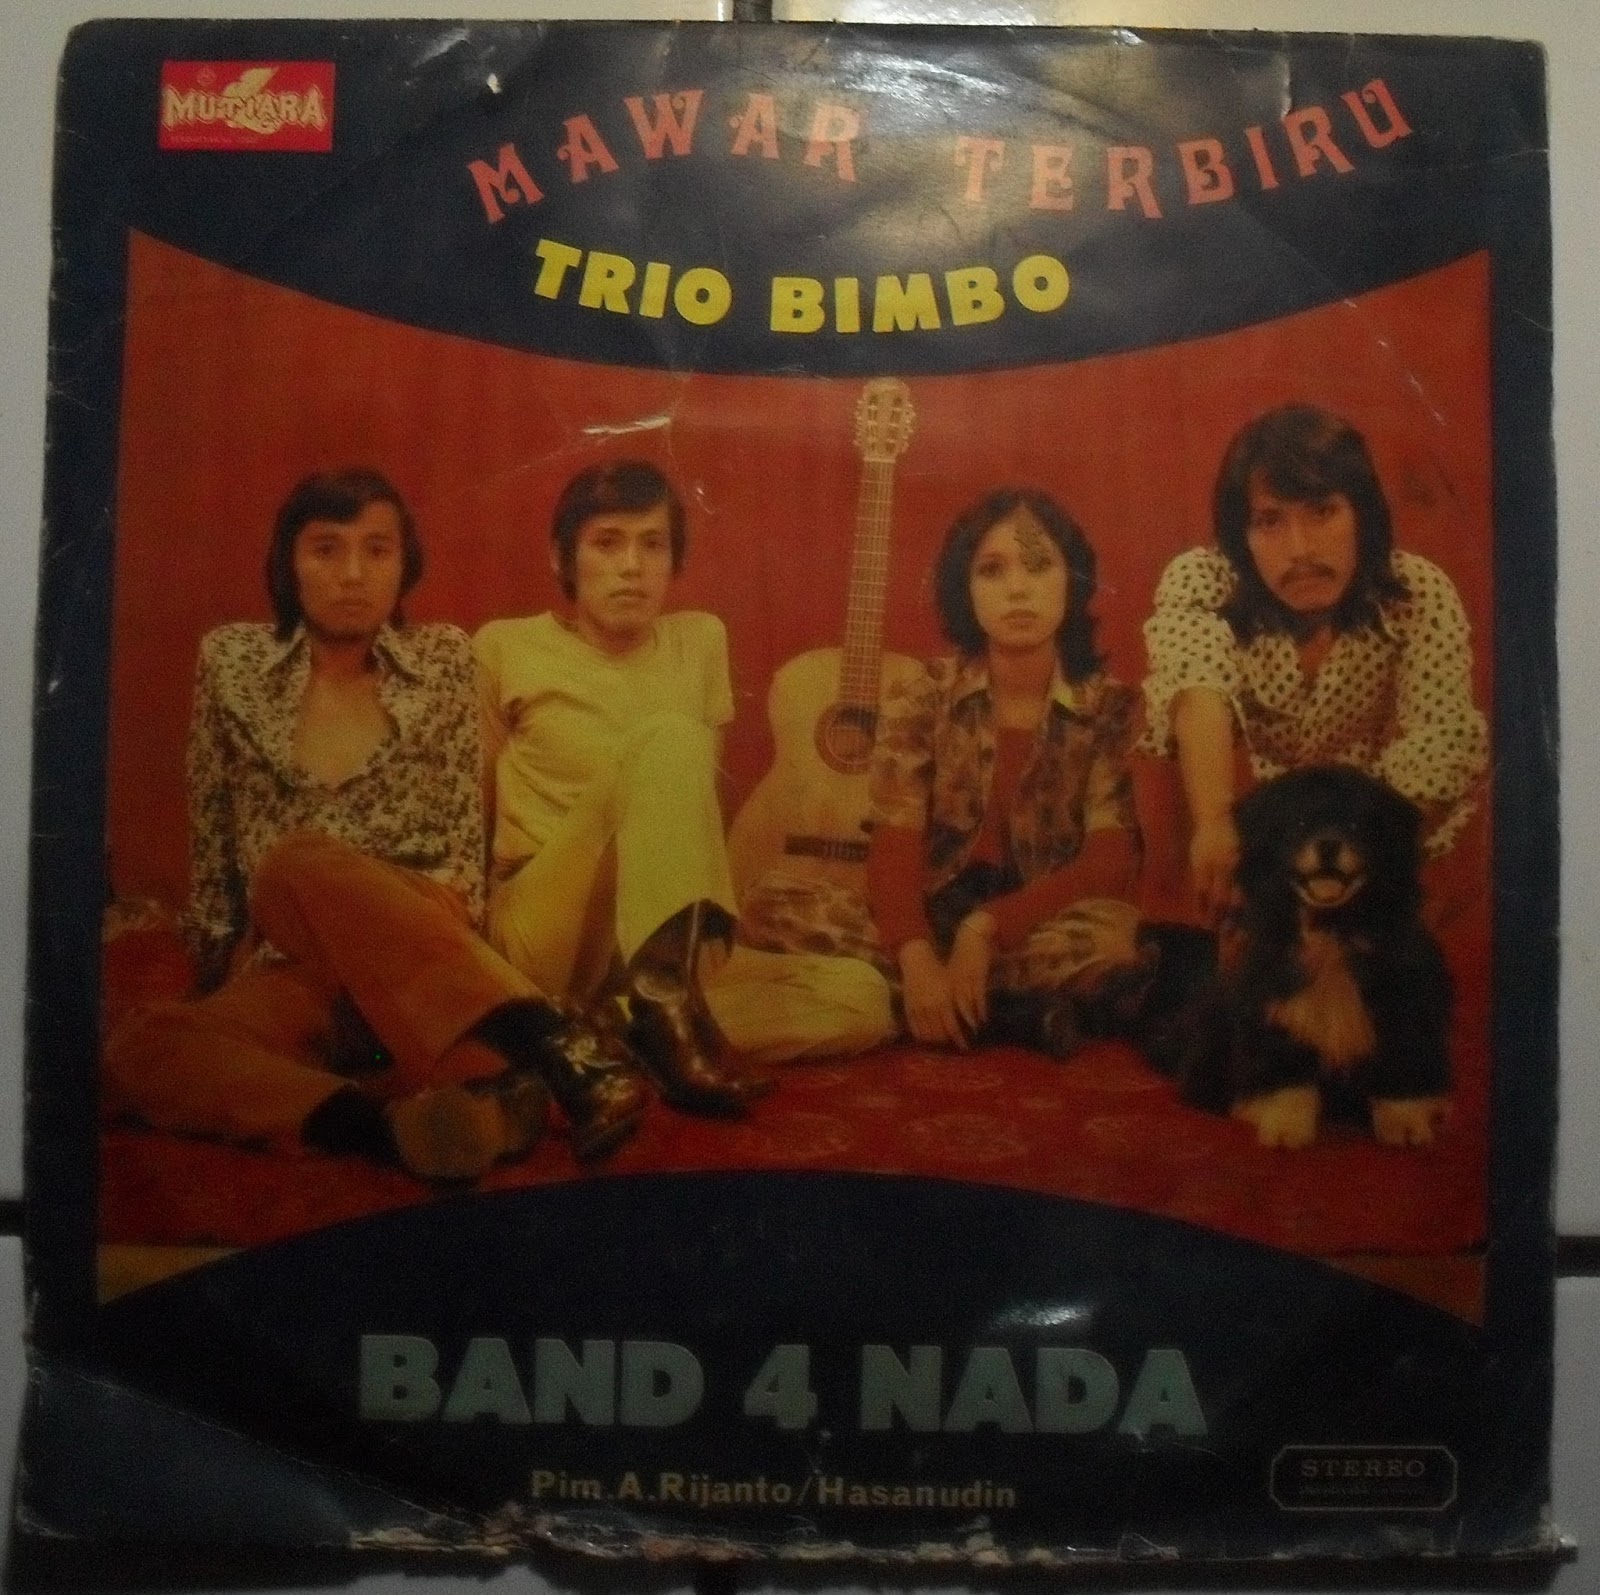 MUTIARA
MAWAR TERBIRU
TRIO BIMBO
BAND 4 NADA
Pim.A.Rijanto/Hasanudin
STEREO